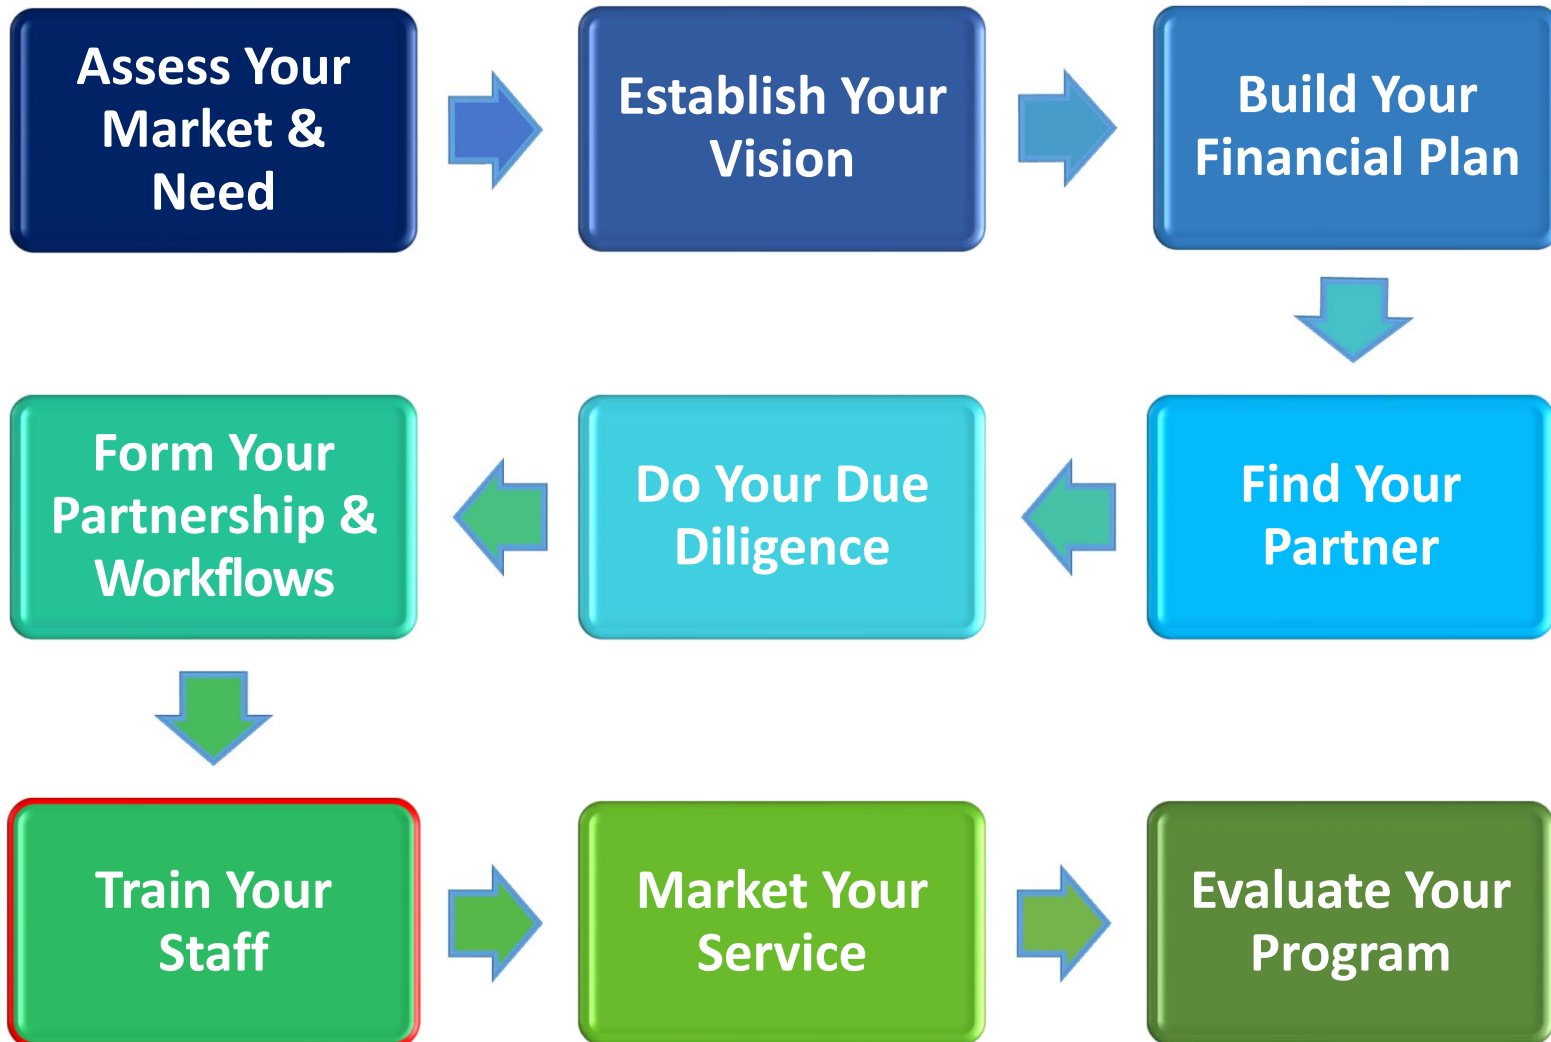 Assess Your
Market &
Need
Establish Your
Vision
Build Your
Financial Plan
Find Your
Partner
Do Your Due
Diligence
Form Your
Partnership &
Workflows
Train Your
Staff
Market Your
Service
Evaluate Your
Program